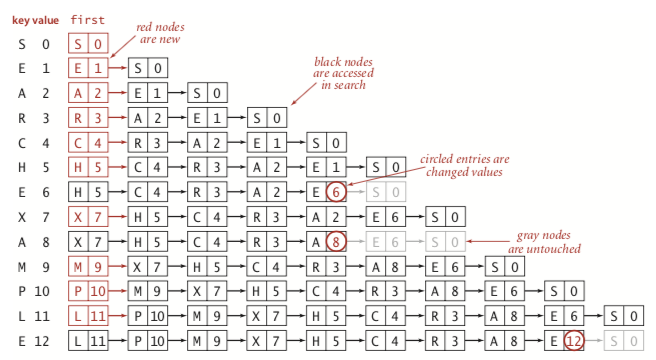 key value first
red nodes
are new
S 0 S 0
E 1 E 1 S 0
black nodes
are accessed
in search
A 2 A 2 E 1 S 0
R 3 R 3 A 2 E 1 S 0
C 4 C 4 R 3 A 2 E 1 S 0
circled entries are
changed values
H 5 H 5 C 4 R 3 A 2 E 1 S 0
E 6 H 5 C 4 R 3 A 2 E 6 S 0
X 7 X 7 H 5 C 4 R 3 A 2 E 6 S 0
gray nodes
are untouched
A 8 X 7 H 5 C 4 R 3 A 8 E 6 S 0
M 9 M 9 X 7 H 5 C 4 R 3 A 8 E 6 S 0
P 10 P 10 M 9 X 7 H 5 C 4 R 3 A 8 E 6 S 0
L 11 L 11 P 10 M 9 X 7 H 5 C 4 R 3 A 8 E 6 S 0
E 12 L 11 P 10 M 9 X 7 H 5 C 4 R 3 A 8 E 12 S 0